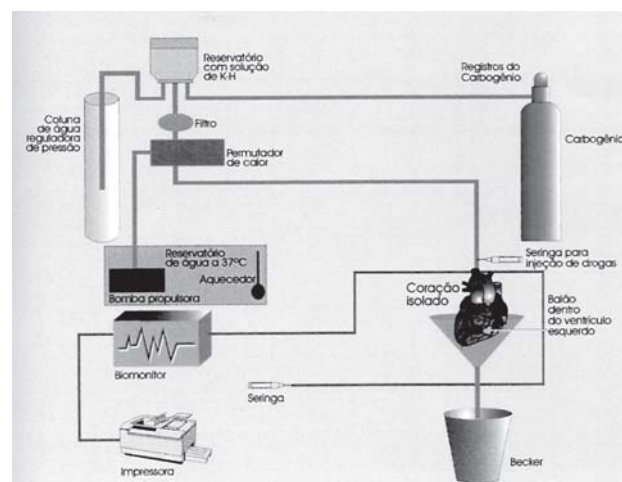 Reservatório
com solução
de K-H
Registros do
Carbogênio
Coluna
de água
reguladora
de pressão
Filtro
Permutador
de calor
Carbogênio
Reservatório
de água a 37ºC
Aquecedor
Bomba propulsora
Seringa para
injeção de drogas
Coração
isolado
Balão
dentro
do ventrículo
esquerdo
Biomonitor
Seringa
Impressora
Becker